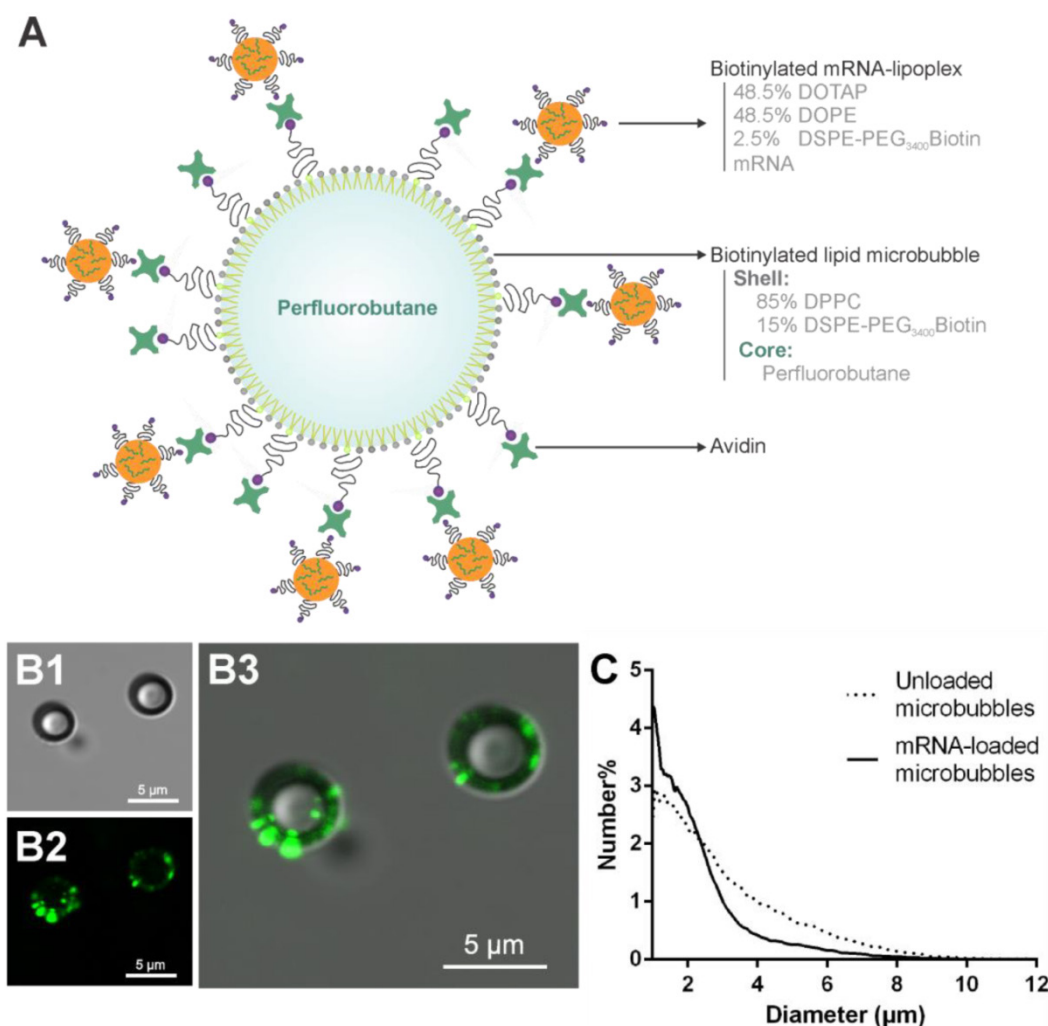 A
Biotinylated mRNA-lipoplex
48.5% DOTAP
48.5% DOPE
2.5% DSPE-PEG3400Biotin
mRNA
Biotinylated lipid microbubble
Shell:
85% DPPC
15% DSPE-PEG3400Biotin
Core:
Perfluorobutane
Perfluorobutane
Avidin
B1
5 µm
B2
5 µm
B3
5 µm
C
5
4
3
2
1
0
Number%
Unloaded
microbubbles
mRNA-loaded
microbubbles
2 4 6 8 10 12
Diameter (µm)